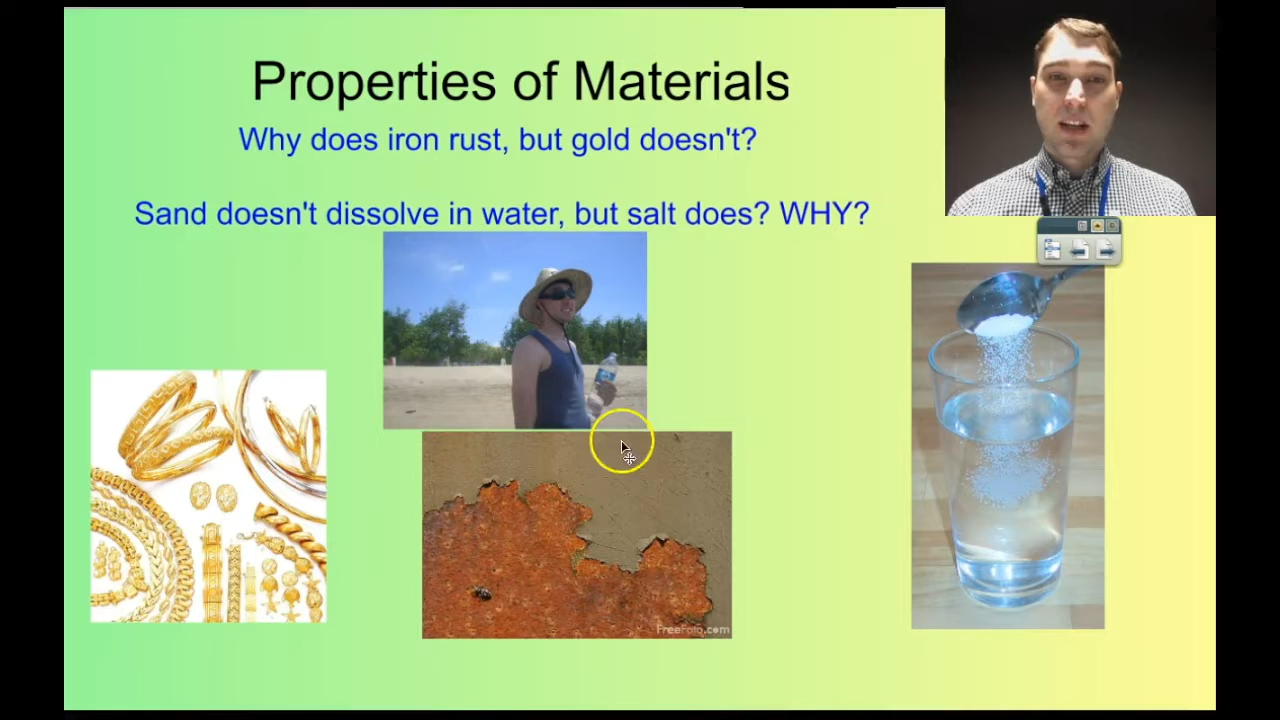 Properties of Materials
Why does iron rust, but gold doesn't?
Sand doesn't dissolve in water, but salt does? WHY?
FreeFoto.com